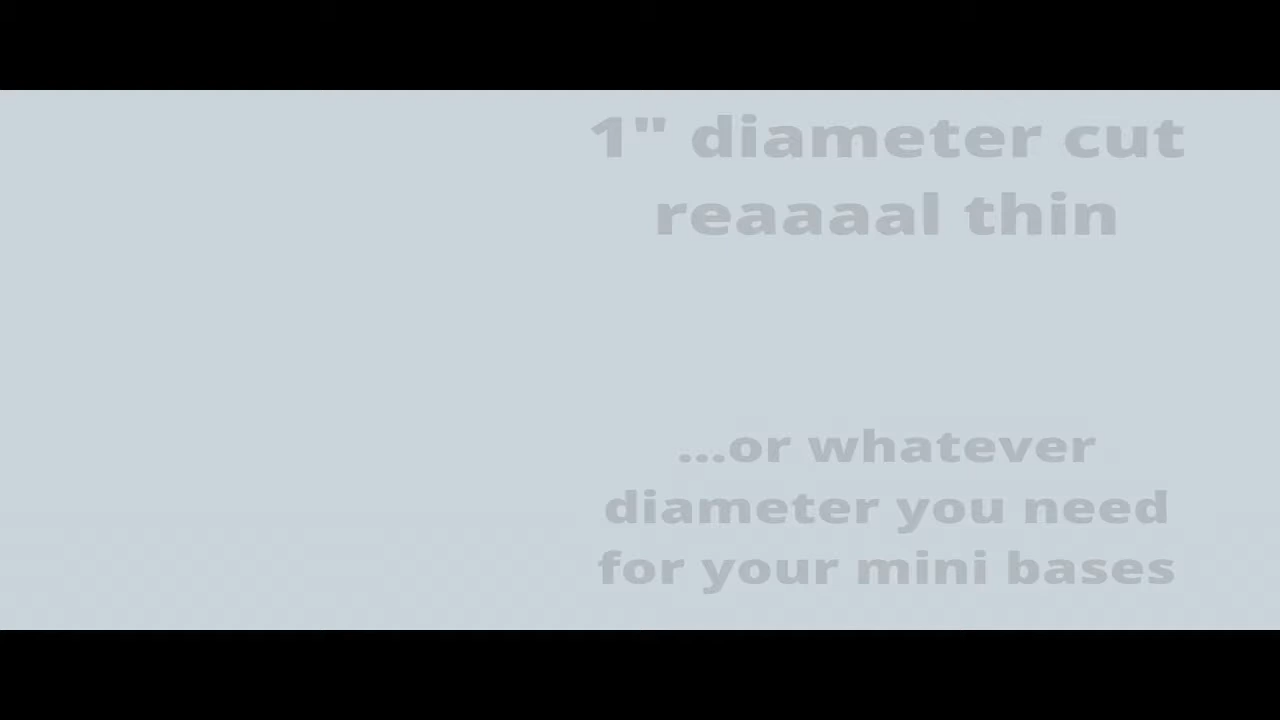 1" diameter cut
reaaaal thin
...or whatever
diameter you need
for your mini bases